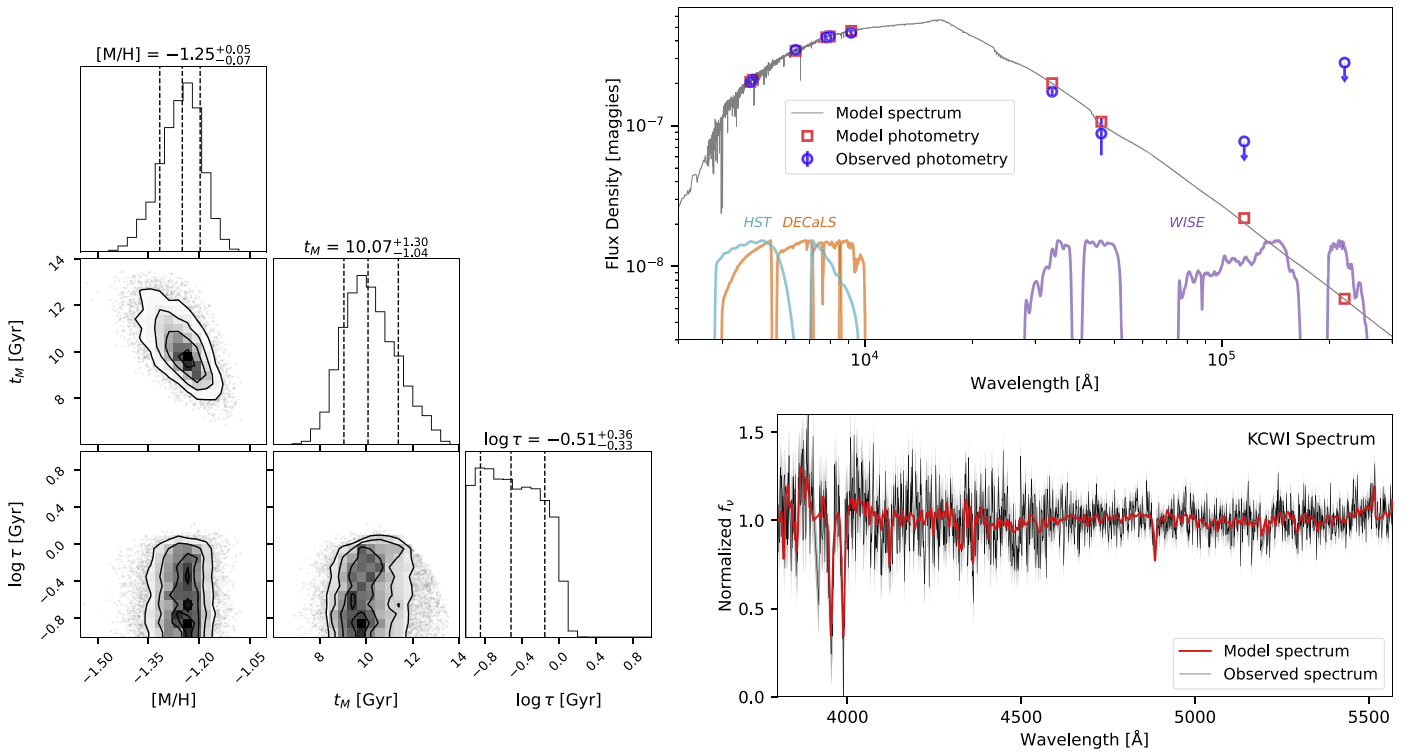 [M/H] = −1.25 +0.05 −0.07
t_M = 10.07 +1.30 −1.04
log τ = −0.51 +0.36 −0.33
14
12
10
8
t_M [Gyr]
0.8
0.4
0.0
−0.4
−0.8
log τ [Gyr]
−1.50 −1.35 −1.20 −1.05
[M/H]
8 10 12 14
t_M [Gyr]
−0.8 −0.4 0.0 0.4 0.8
log τ (Gyr)
Flux Density [maggies]
10⁻⁷
10⁻⁸
Model spectrum
Model photometry
Observed photometry
HST DECaLS WISE
10⁴ 10⁵
Wavelength [Å]
KCWI Spectrum
Normalized f_ν
1.5
1.0
0.5
0.0
Model spectrum
Observed spectrum
4000 4500 5000 5500
Wavelength [Å]